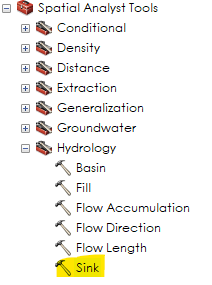 Spatial Analyst Tools
Conditional
Density
Distance
Extraction
Generalization
Groundwater
Hydrology
Basin
Fill
Flow Accumulation
Flow Direction
Flow Length
Sink